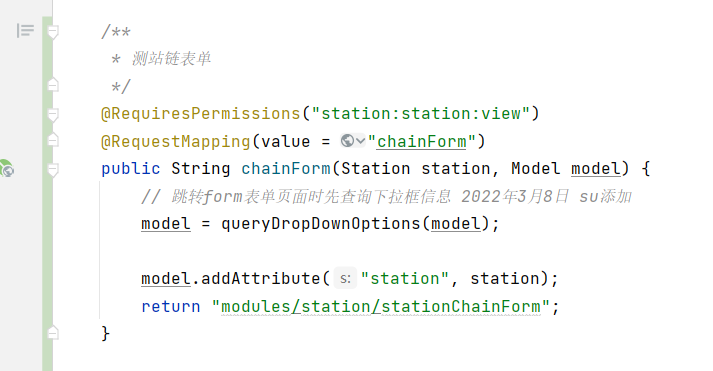 /**
 * 测站链表单
 */
@RequiresPermissions("station:station:view")
@RequestMapping(value = "chainForm")
public String chainForm(Station station, Model model) {
    // 跳转form表单页面时先查询下拉框信息 2022年3月8日 su添加
    model = queryDropDownOptions(model);
    model.addAttribute( s: "station", station);
    return "modules/station/stationChainForm";
}